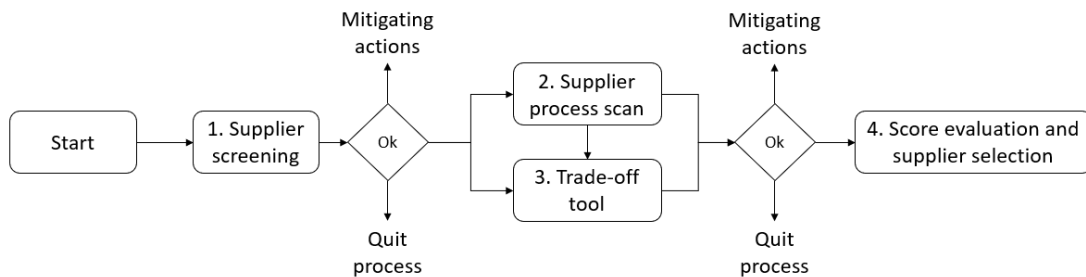 Start
1. Supplier
screening
Mitigating
actions
Ok
Quit
process
2. Supplier
process scan
3. Trade-off
tool
Mitigating
actions
Ok
Quit
process
4. Score evaluation and
supplier selection